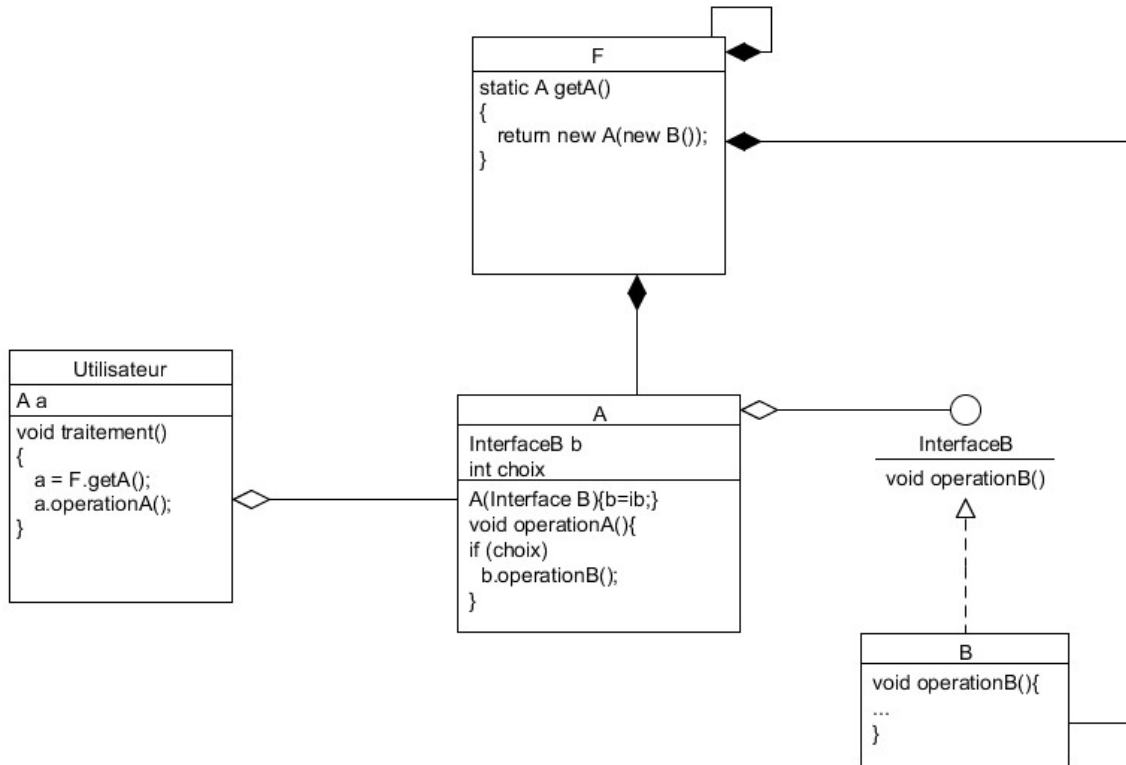 F
static A getA()
{
return new A(new B());
}
Utilisateur
A a
void traitement()
{
a = F.getA();
a.operationA();
}
A
InterfaceB b
int choix
A(Interface B){b=ib;}
void operationA(){
if (choix)
b.operationB();
}
InterfaceB
void operationB()
B
void operationB(){
...
}